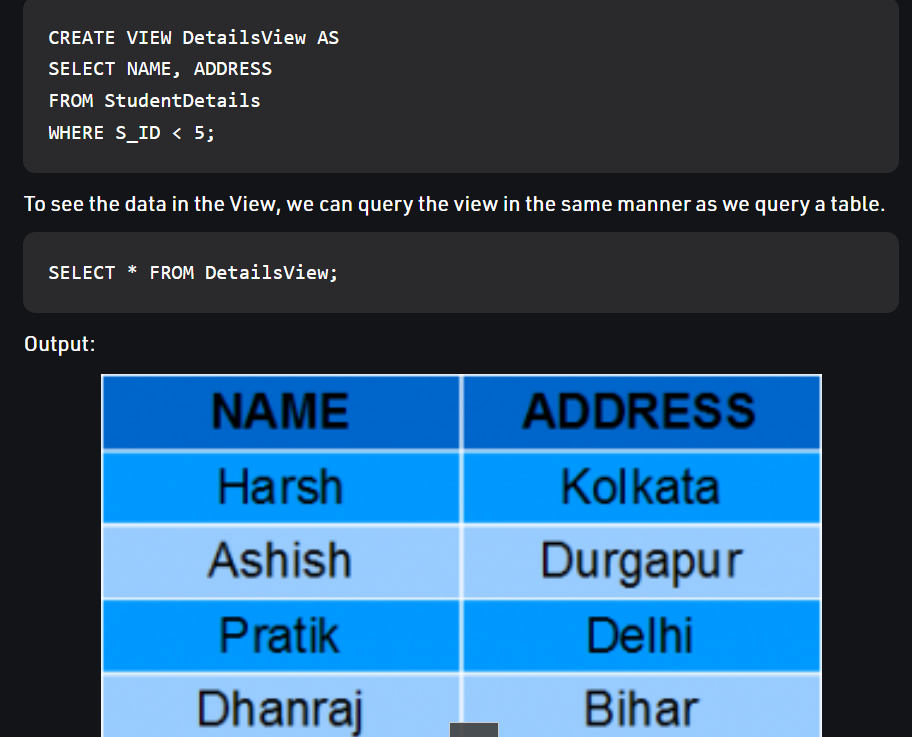 CREATE VIEW DetailsView AS
SELECT NAME, ADDRESS
FROM StudentDetails
WHERE S_ID < 5;
To see the data in the View, we can query the view in the same manner as we query a table.
SELECT * FROM DetailsView;
Output:
NAME ADDRESS
Harsh Kolkata
Ashish Durgapur
Pratik Delhi
Dhanraj Bihar